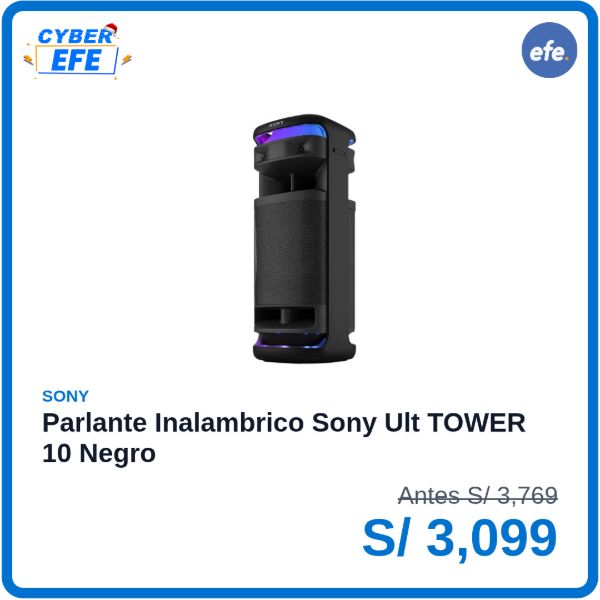 CYBER
EFE
efe.
SONY
SONY
Parlante Inalambrico Sony Ult TOWER
10 Negro
Antes S/ 3,769
S/ 3,099